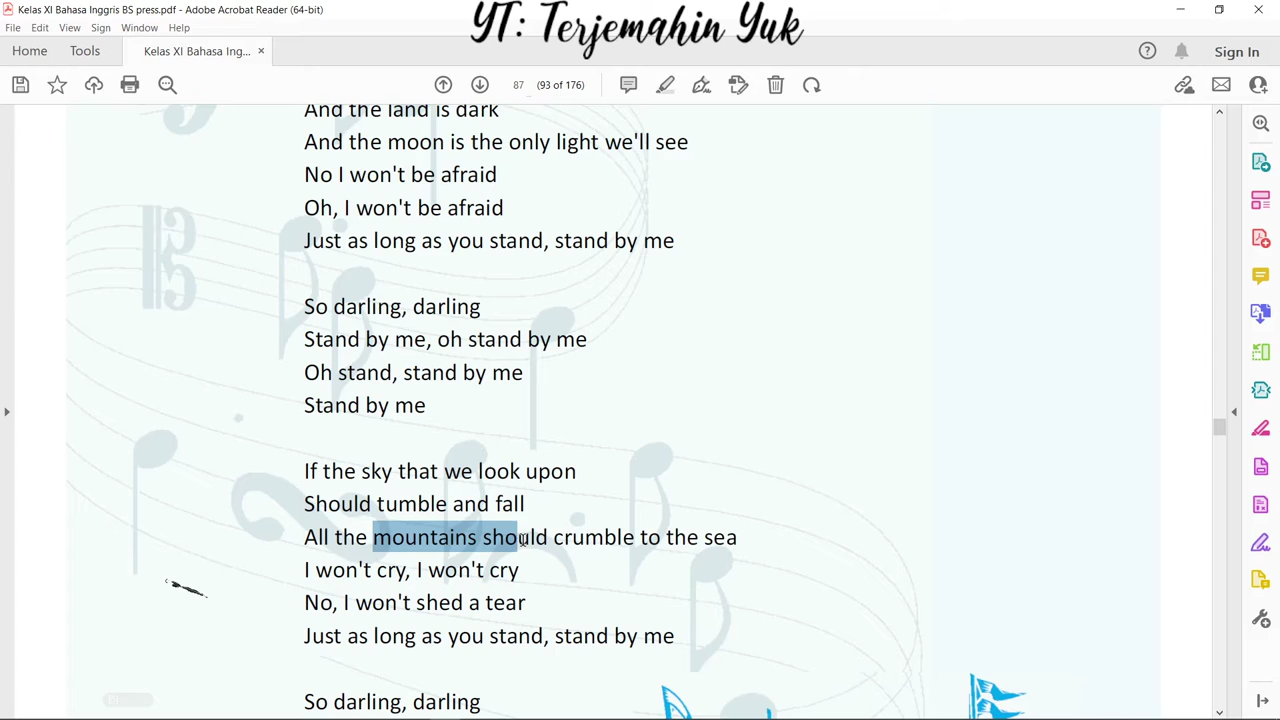 Kelas XI Bahasa Inggris BS press.pdf - Adobe Acrobat Reader (64-bit)
YT: Terjemahin Yuk
File Edit View Sign Window Help
Home Tools Kelas XI Bahasa Ing... × Sign In
87 (93 of 176)
And the land is dark
And the moon is the only light we'll see
No I won't be afraid
Oh, I won't be afraid
Just as long as you stand, stand by me
So darling, darling
Stand by me, oh stand by me
Oh stand, stand by me
Stand by me
If the sky that we look upon
Should tumble and fall
All the mountains should crumble to the sea
I won't cry, I won't cry
No, I won't shed a tear
Just as long as you stand, stand by me
So darling, darling